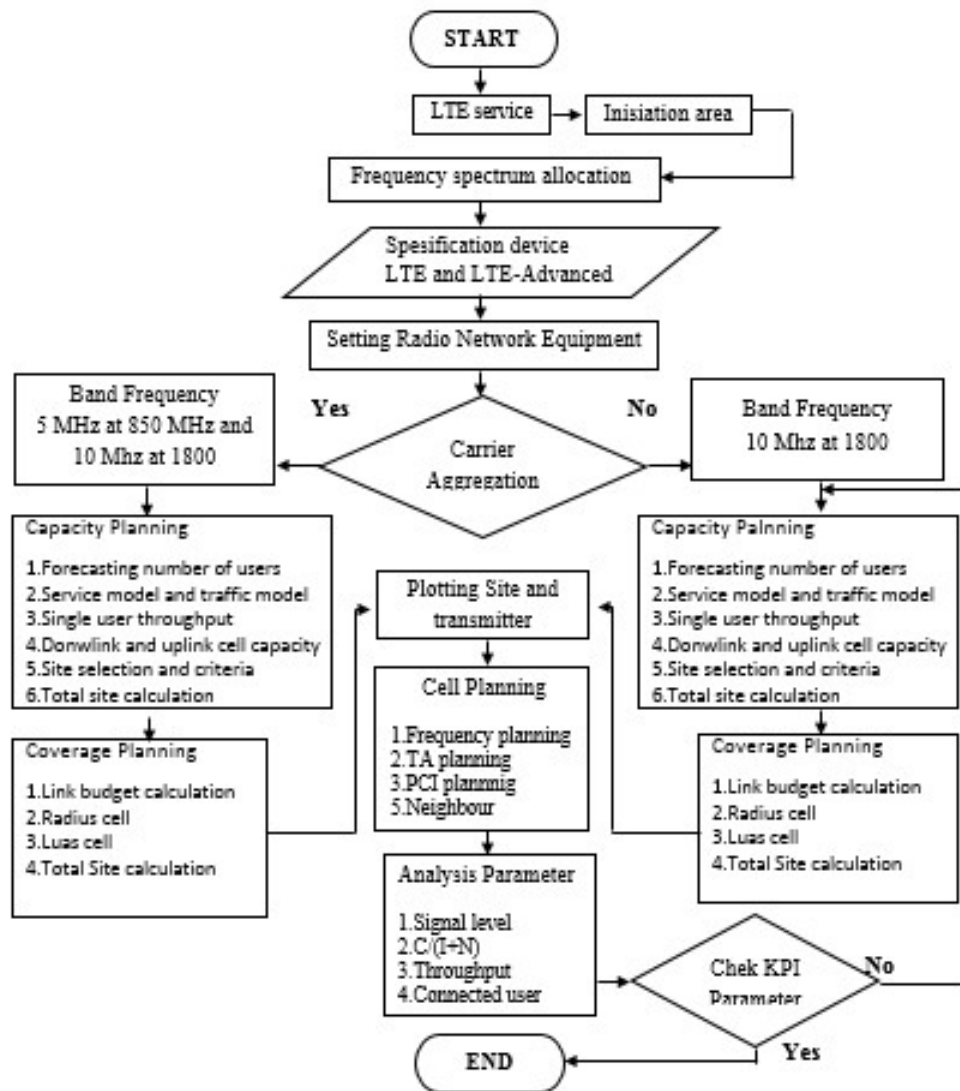 START
LTE service
Inisiation area
Frequency spectrum allocation
Spesification device
LTE and LTE-Advanced
Setting Radio Network Equipment
Band Frequency
5 MHz at 850 MHz and
10 Mhz at 1800
Yes
No
Band Frequency
10 Mhz at 1800
Carrier
Aggregation
Capacity Planning
1.Forecasting number of users
2.Service model and traffic model
3.Single user throughput
4.Donwlink and uplink cell capacity
5.Site selection and criteria
6.Total site calculation
Plotting Site and
transmitter
Capacity Palnning
1.Forecasting number of users
2.Service model and traffic model
3.Single user throughput
4.Donwlink and uplink cell capacity
5.Site selection and criteria
6.Total site calculation
Cell Planning
1.Frequency planning
2.TA planning
3.PCI planmig
5.Neighbour
Coverage Planning
1.Link budget calculation
2.Radius cell
3.Luas cell
4.Total Site calculation
Coverage Planning
1.Link budget calculation
2.Radius cell
3.Luas cell
4.Total Site calculation
Analysis Parameter
1.Signal level
2.C/(I+N)
3.Throughput
4.Connected user
Chek KPI
Parameter
No
Yes
END